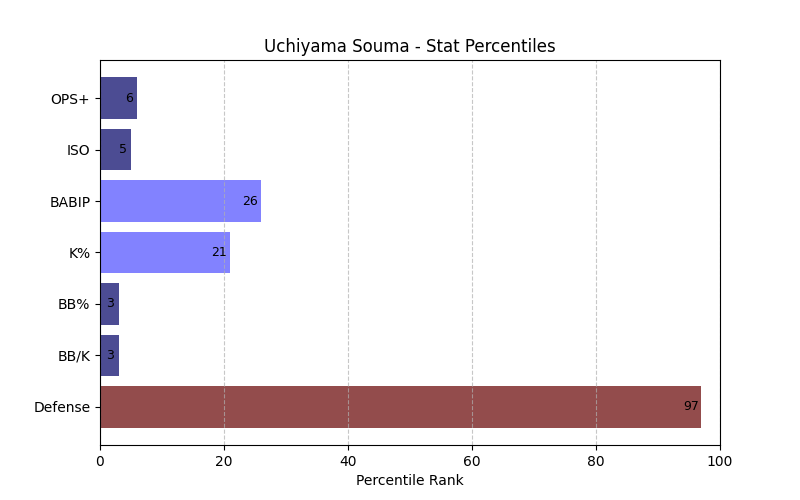 Uchiyama Souma - Stat Percentiles
OPS+ 6
ISO 5
BABIP 26
K% 21
BB% 3
BB/K 3
Defense 97
0 20 40 60 80 100
Percentile Rank